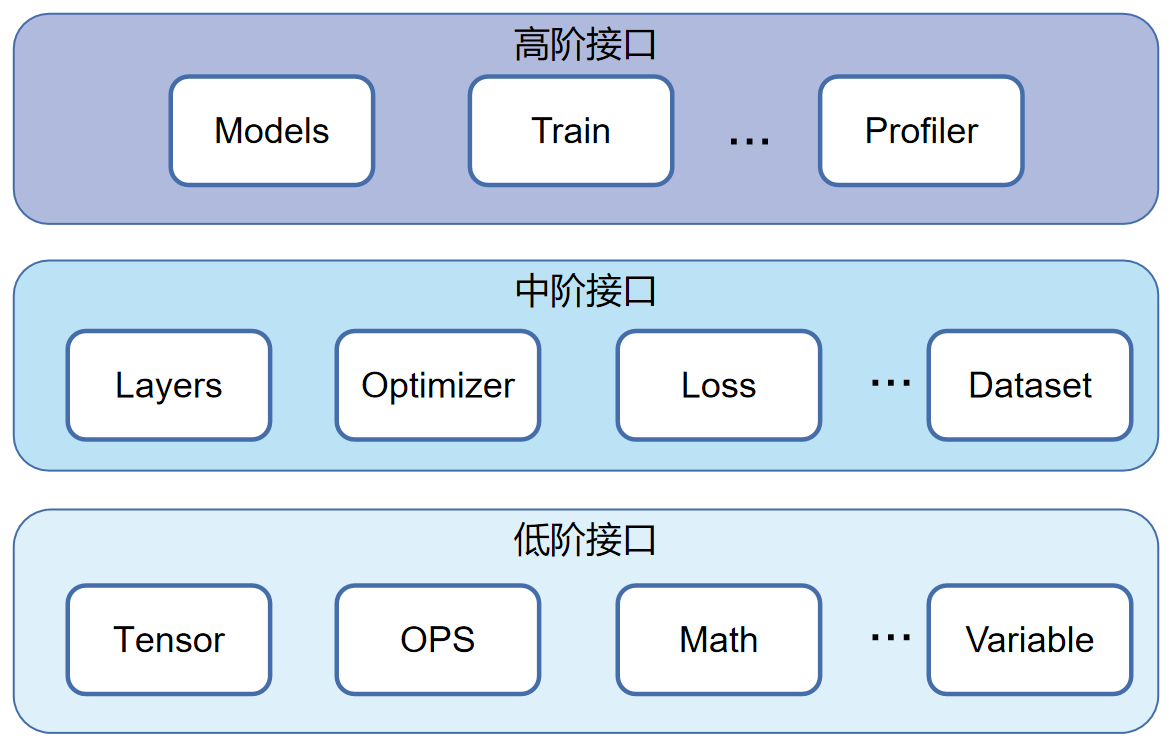 高阶接口
Models Train ... Profiler
中阶接口
Layers Optimizer Loss ... Dataset
低阶接口
Tensor OPS Math ... Variable